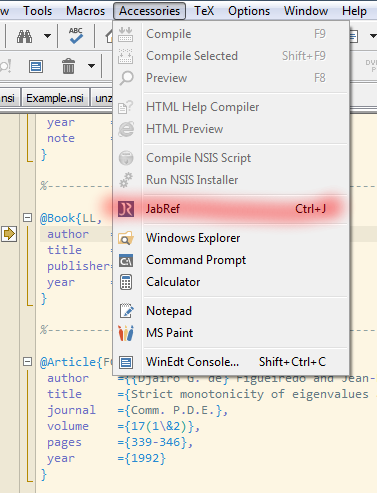 w Tools Macros Accessories TeX Options Window Help
ABC
Compile F9
Compile Selected Shift+F9
Preview F8
HTML Help Compiler
HTML Preview
Compile NSIS Script
Run NSIS Installer
JabRef Ctrl+J
Windows Explorer
Command Prompt
Calculator
Notepad
MS Paint
WinEdt Console... Shift+Ctrl+C
.nsi Example.nsi unz
year =
note =
}
%---------
@Book{LL,
author =
title =
publisher=
year =
}
%---------
@Article{F
author ={{Djairo G. de} Figueiredo and Jean-
title ={Strict monotonicity of eigenvalues
journal ={Comm. P.D.E.},
volume ={17(1\&2)},
pages ={339-346},
year ={1992}
}